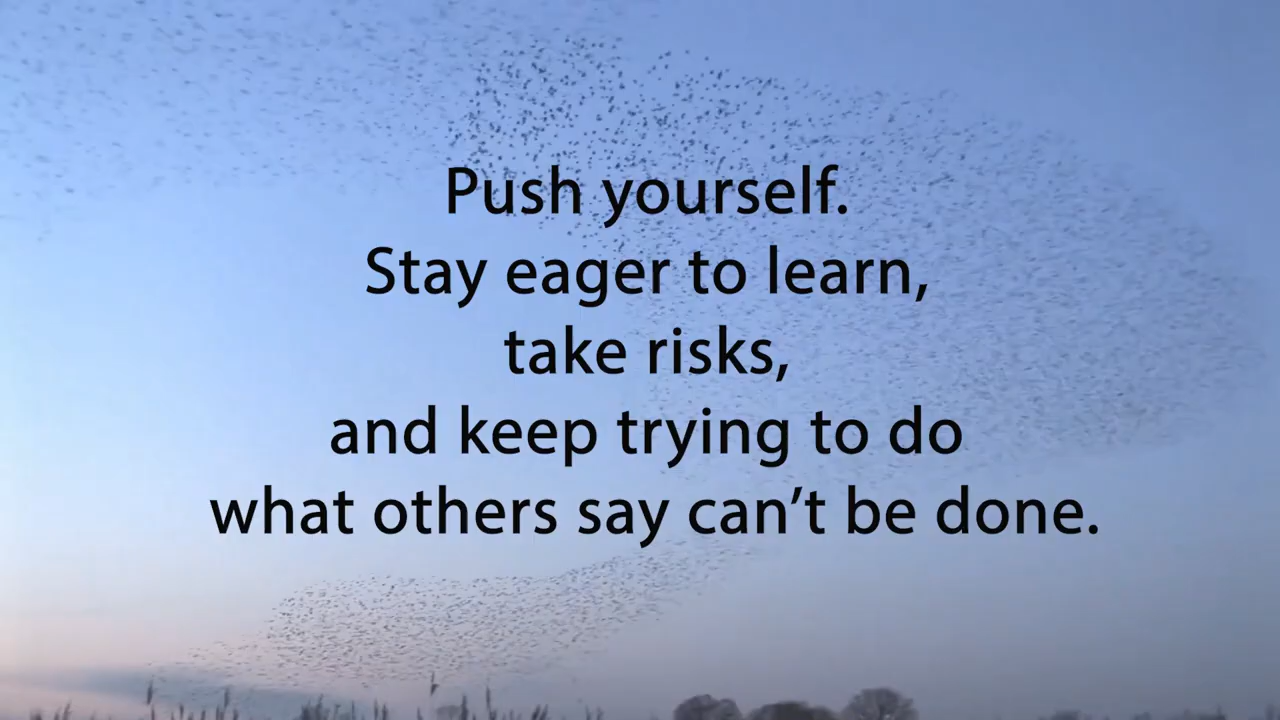 Push yourself.
Stay eager to learn,
take risks,
and keep trying to do
what others say can’t be done.